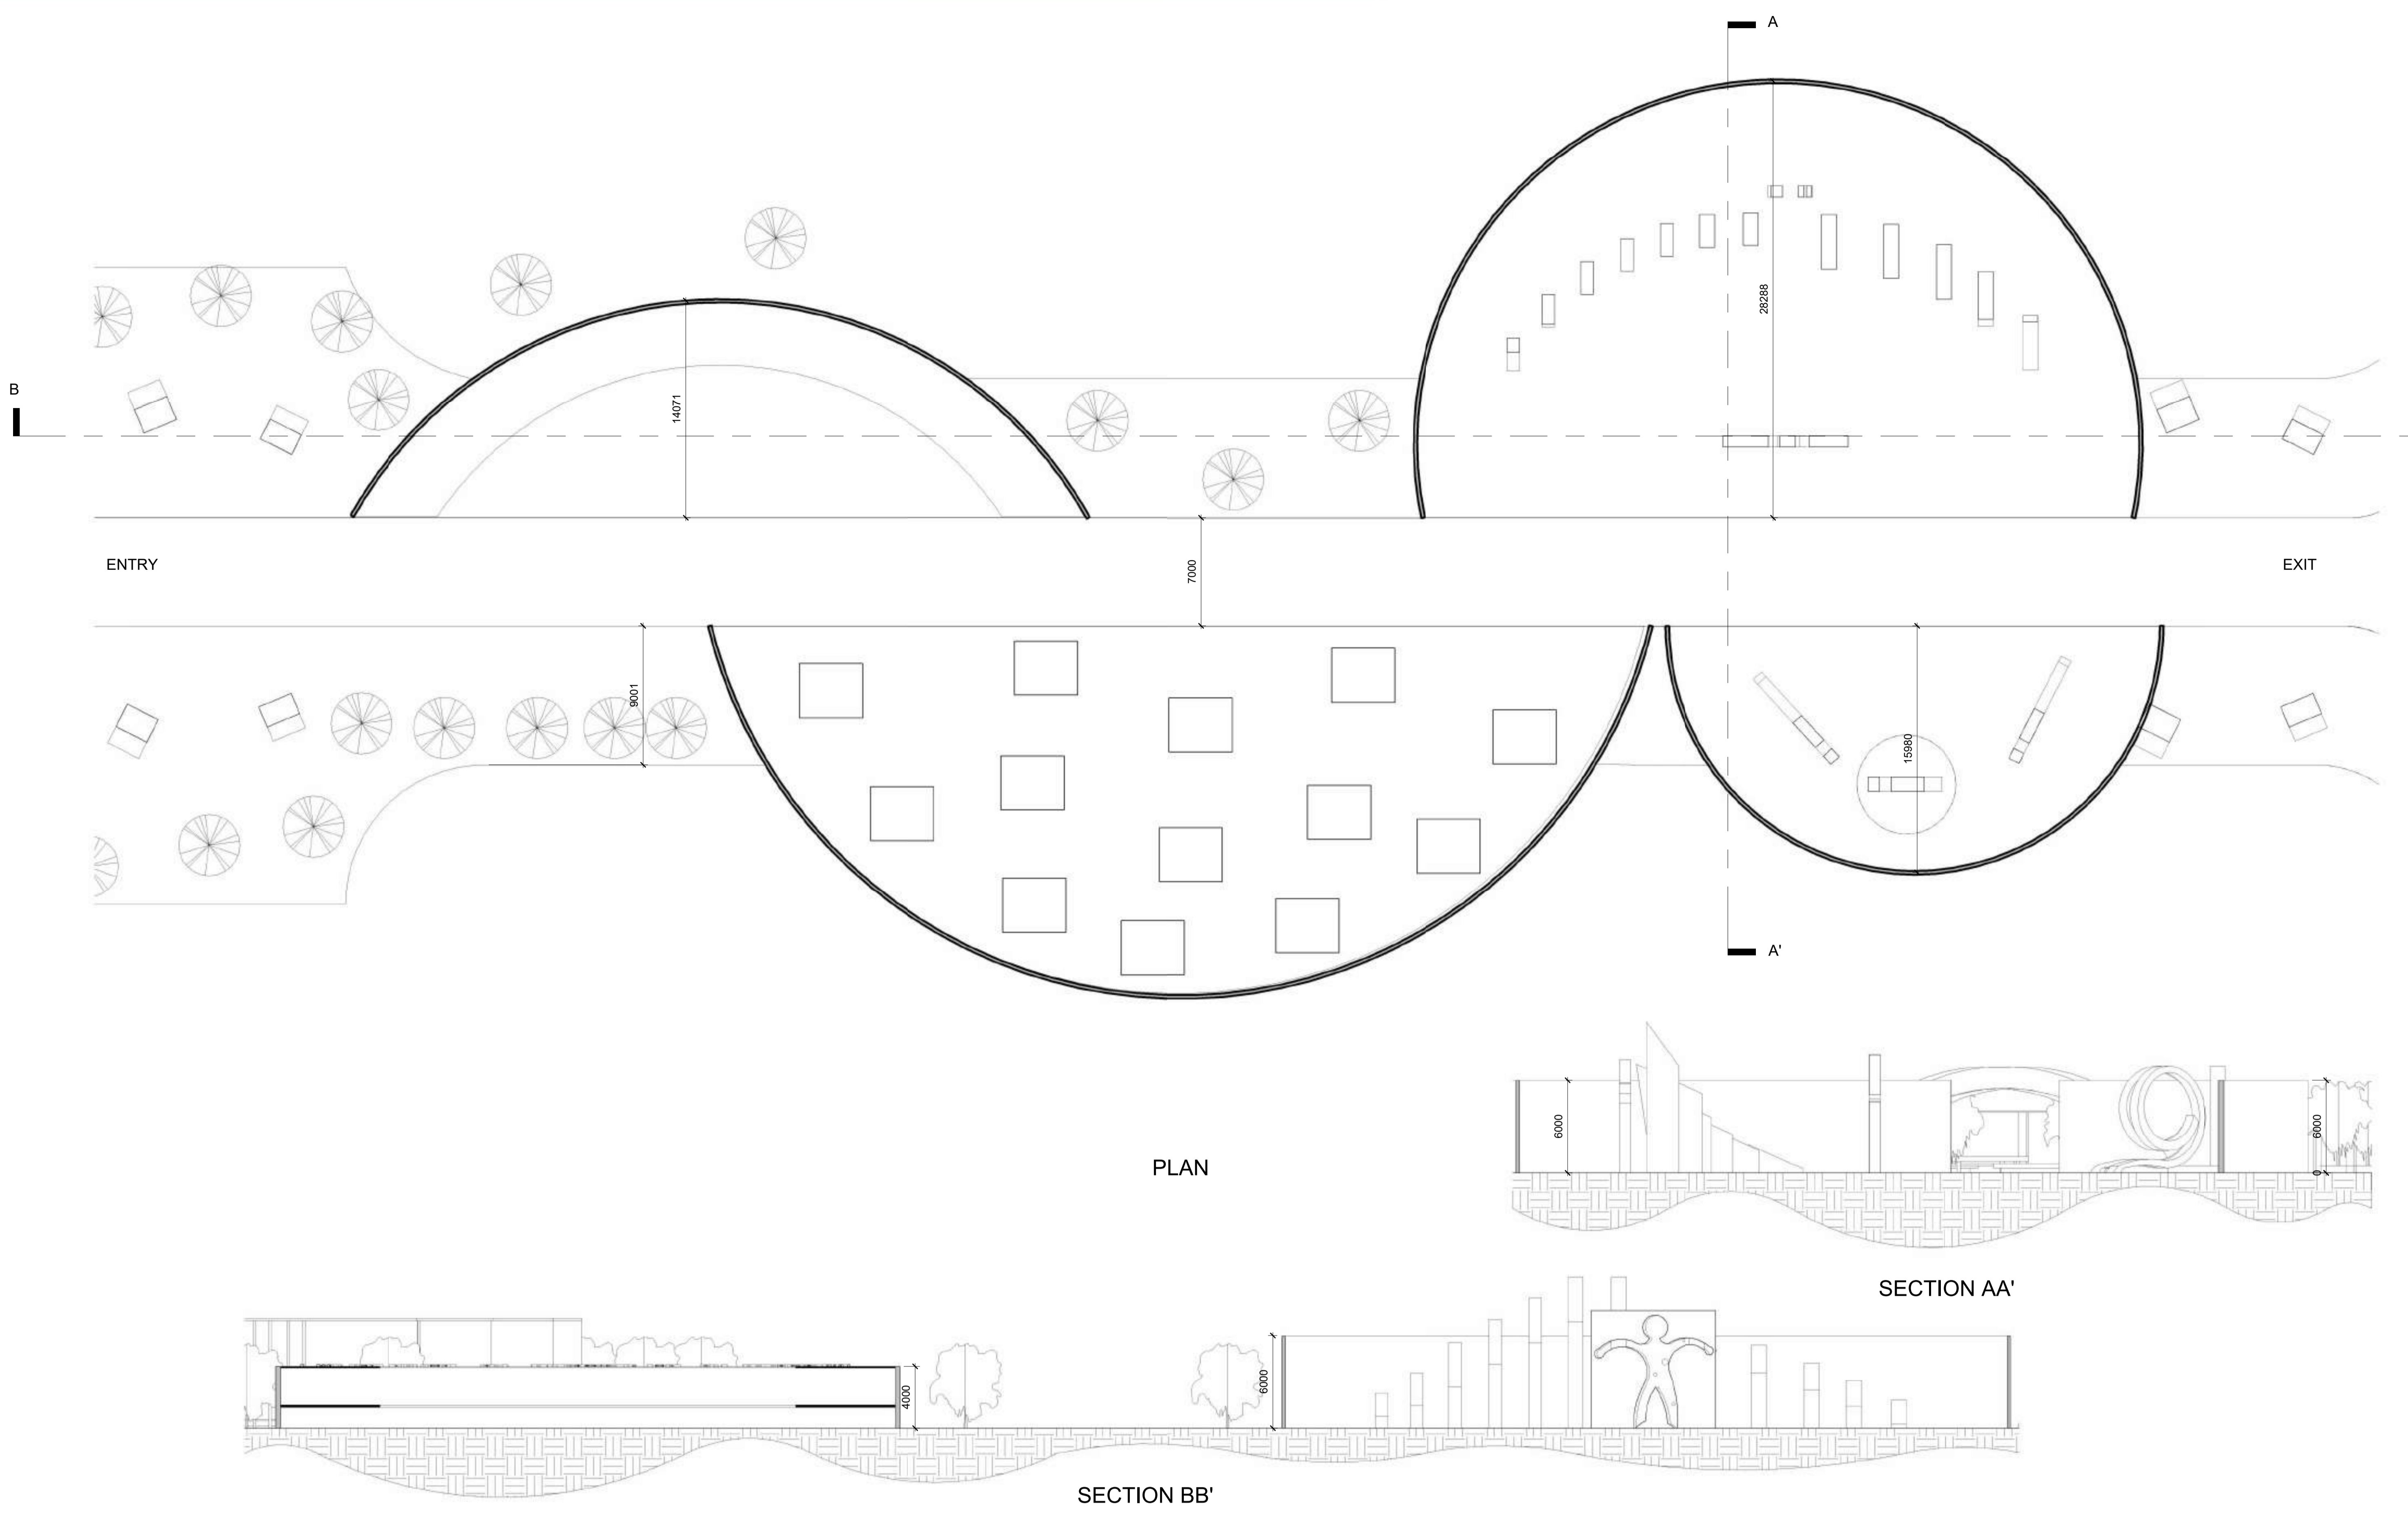 A
28288
B
14071
ENTRY
7000
EXIT
9001
15980
A'
PLAN
6000
6000
0
SECTION AA'
4000
6000
SECTION BB'